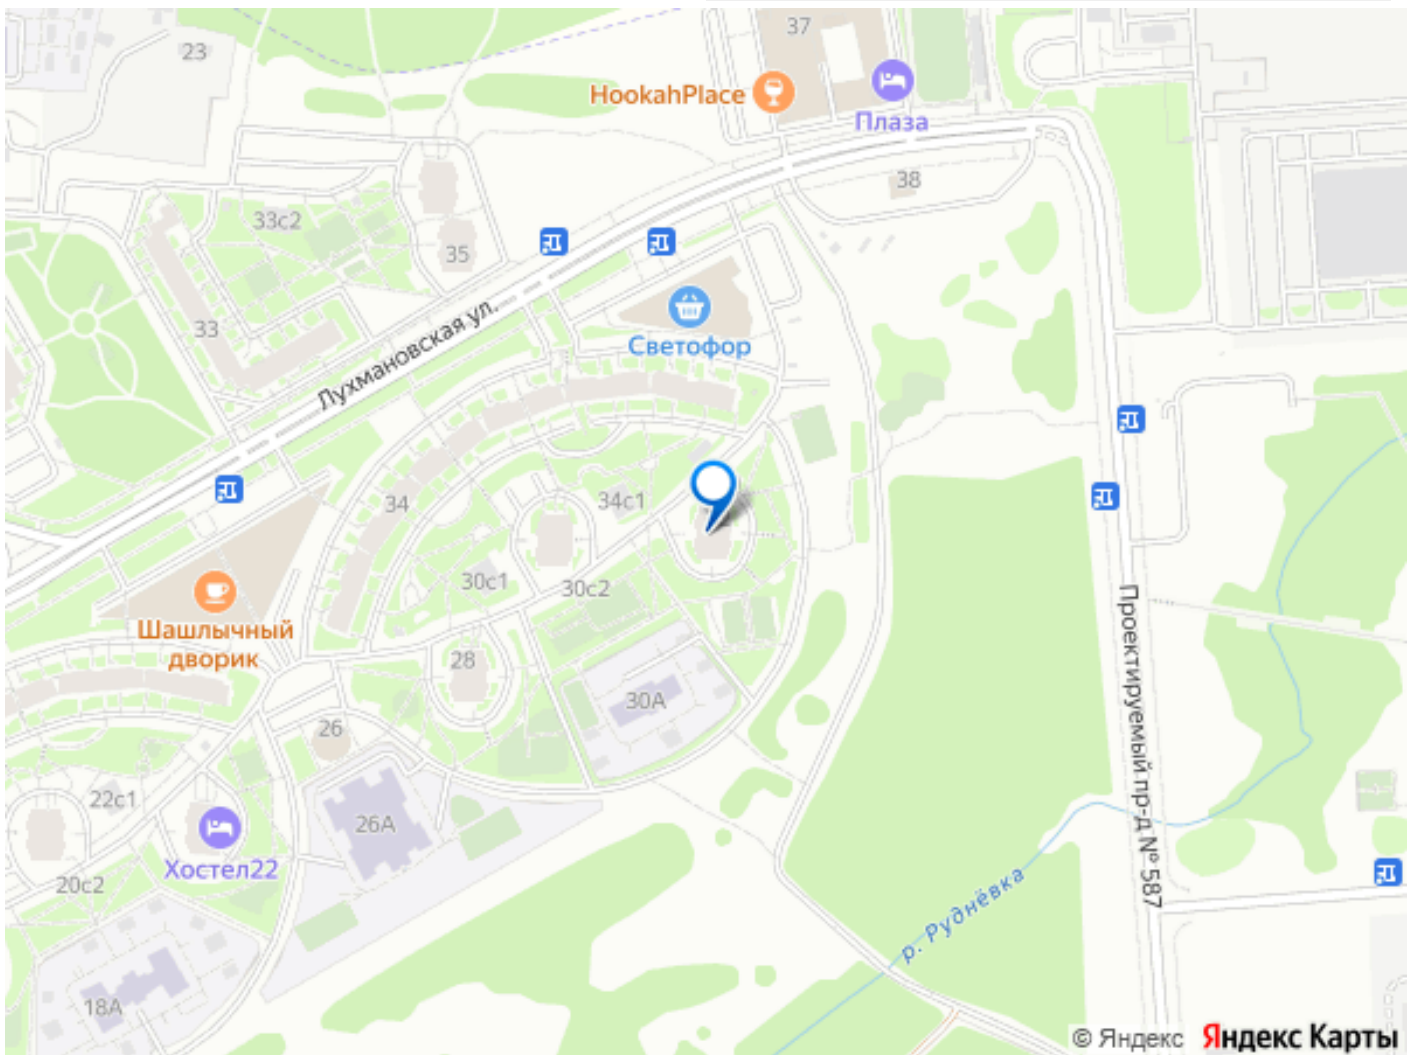 23
37
HookahPlace
Плаза
38
33с2
35
33
Лухмановская ул.
Светофор
34
34с1
30с1
30с2
Шашлычный
дворик
28
30А
26
Проектируемый пр-д № 587
22с1
26А
Хостел22
20с2
р. Руднёвка
18А
© Яндекс Яндекс Карты